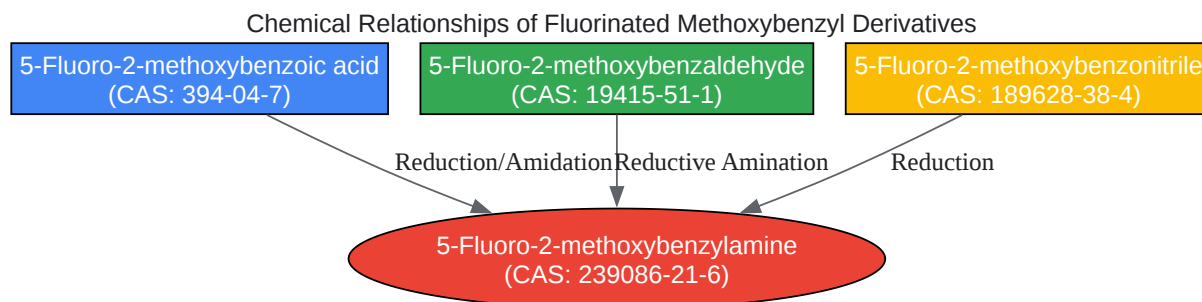 Chemical Relationships of Fluorinated Methoxybenzyl Derivatives
5-Fluoro-2-methoxybenzoic acid
(CAS: 394-04-7)
5-Fluoro-2-methoxybenzaldehyde
(CAS: 19415-51-1)
5-Fluoro-2-methoxybenzonitrile
(CAS: 189628-38-4)
Reduction/Amidation
Reductive Amination
Reduction
5-Fluoro-2-methoxybenzylamine
(CAS: 239086-21-6)